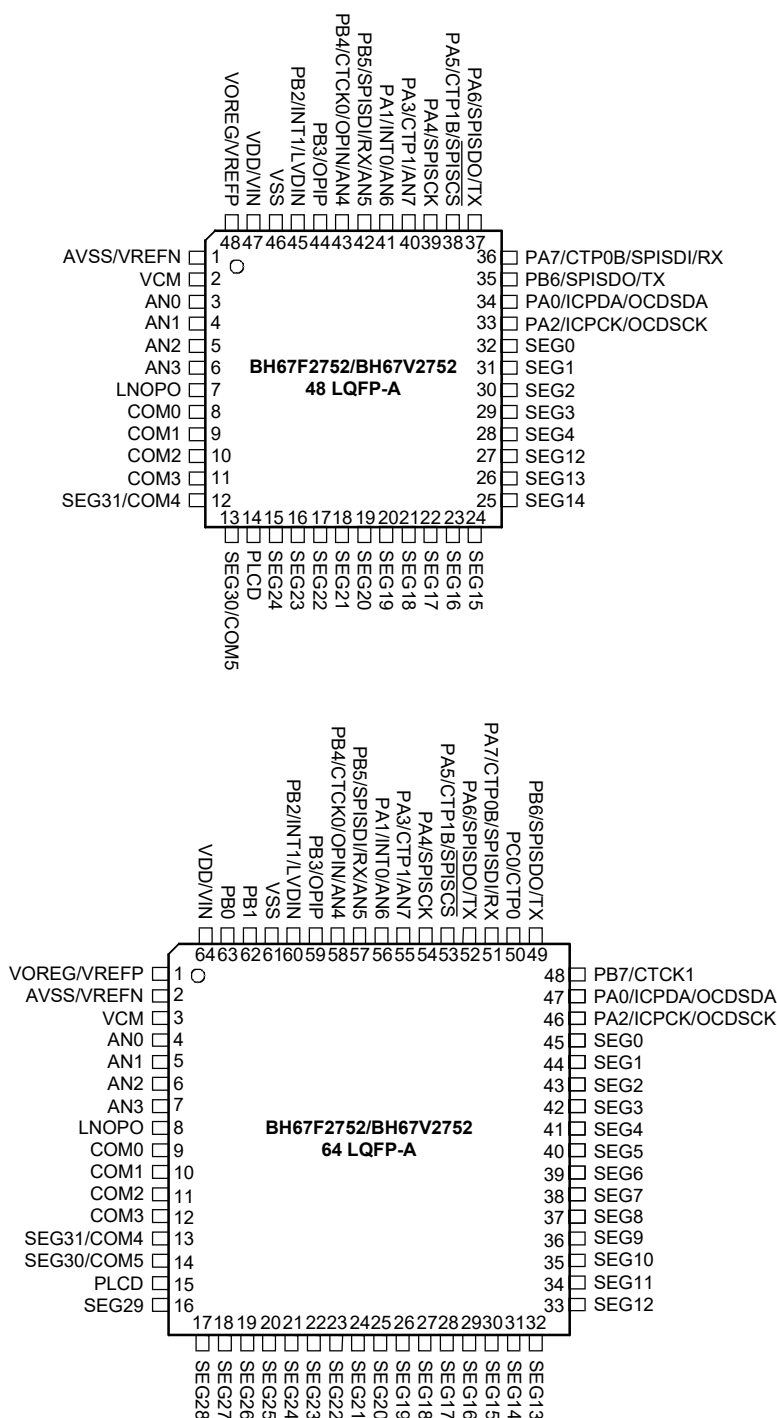 VOREG/VREFP
VDD/VIN
VSS
PB2/INT1/LVDIN
PB3/OPIP
PB4/CTCK0/OPIN/AN4
PB5/SPISDI/RX/AN5
PA1/INT0/AN6
PA3/CTP1/AN7
PA4/SPISCK
PA5/CTP1B/SPISCS
PA6/SPISDO/TX
48 47 46 45 44 43 42 41 40 39 38 37
AVSS/VREFN 1
VCM 2
AN0 3
AN1 4
AN2 5
AN3 6
LNOPO 7
COM0 8
COM1 9
COM2 10
COM3 11
SEG31/COM4 12
BH67F2752/BH67V2752
48 LQFP-A
36 PA7/CTP0B/SPISDI/RX
35 PB6/SPISDO/TX
34 PA0/ICPDA/OCDSDA
33 PA2/ICPCK/OCDSCK
32 SEG0
31 SEG1
30 SEG2
29 SEG3
28 SEG4
27 SEG12
26 SEG13
25 SEG14
13 14 15 16 17 18 19 20 21 22 23 24
SEG30/COM5
PLCD
SEG24
SEG23
SEG22
SEG21
SEG20
SEG19
SEG18
SEG17
SEG16
SEG15
VDD/VIN
PB0
PB1
VSS
PB2/INT1/LVDIN
PB3/OPIP
PB4/CTCK0/OPIN/AN4
PB5/SPISDI/RX/AN5
PA1/INT0/AN6
PA3/CTP1/AN7
PA4/SPISCK
PA5/CTP1B/SPISCS
PA6/SPISDO/TX
PA7/CTP0B/SPISDI/RX
PC0/CTP0
PB6/SPISDO/TX
64 63 62 61 60 59 58 57 56 55 54 53 52 51 50 49
VOREG/VREFP 1
AVSS/VREFN 2
VCM 3
AN0 4
AN1 5
AN2 6
AN3 7
LNOPO 8
COM0 9
COM1 10
COM2 11
COM3 12
SEG31/COM4 13
SEG30/COM5 14
PLCD 15
SEG29 16
BH67F2752/BH67V2752
64 LQFP-A
48 PB7/CTCK1
47 PA0/ICPDA/OCDSDA
46 PA2/ICPCK/OCDSCK
45 SEG0
44 SEG1
43 SEG2
42 SEG3
41 SEG4
40 SEG5
39 SEG6
38 SEG7
37 SEG8
36 SEG9
35 SEG10
34 SEG11
33 SEG12
17 18 19 20 21 22 23 24 25 26 27 28 29 30 31 32
SEG28
SEG27
SEG26
SEG25
SEG24
SEG23
SEG22
SEG21
SEG20
SEG19
SEG18
SEG17
SEG16
SEG15
SEG14
SEG13